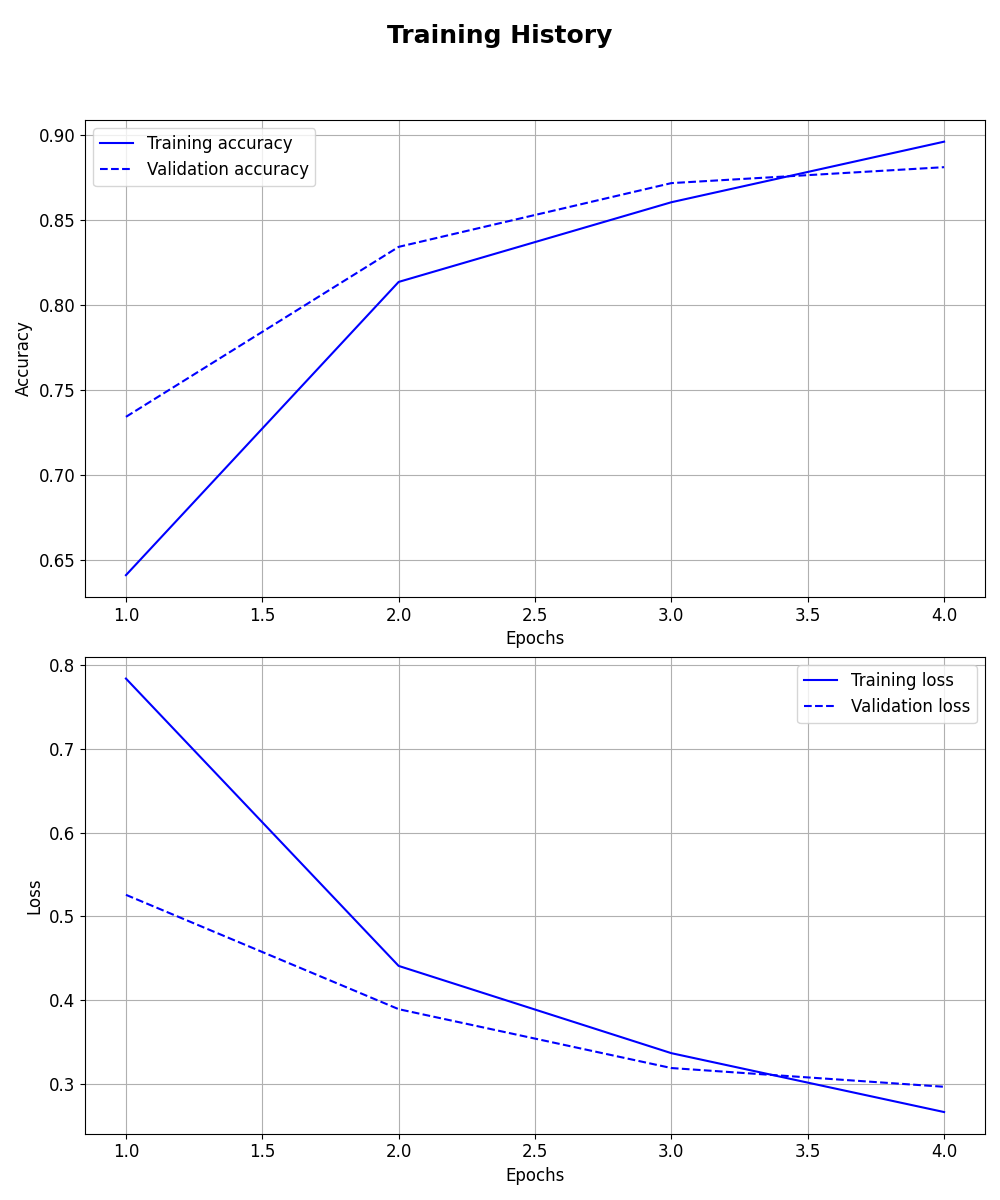 Training History
Training accuracy
Validation accuracy
0.90
0.85
0.80
0.75
0.70
0.65
Accuracy
1.0 1.5 2.0 2.5 3.0 3.5 4.0
Epochs
Training loss
Validation loss
0.8
0.7
0.6
0.5
0.4
0.3
Loss
1.0 1.5 2.0 2.5 3.0 3.5 4.0
Epochs